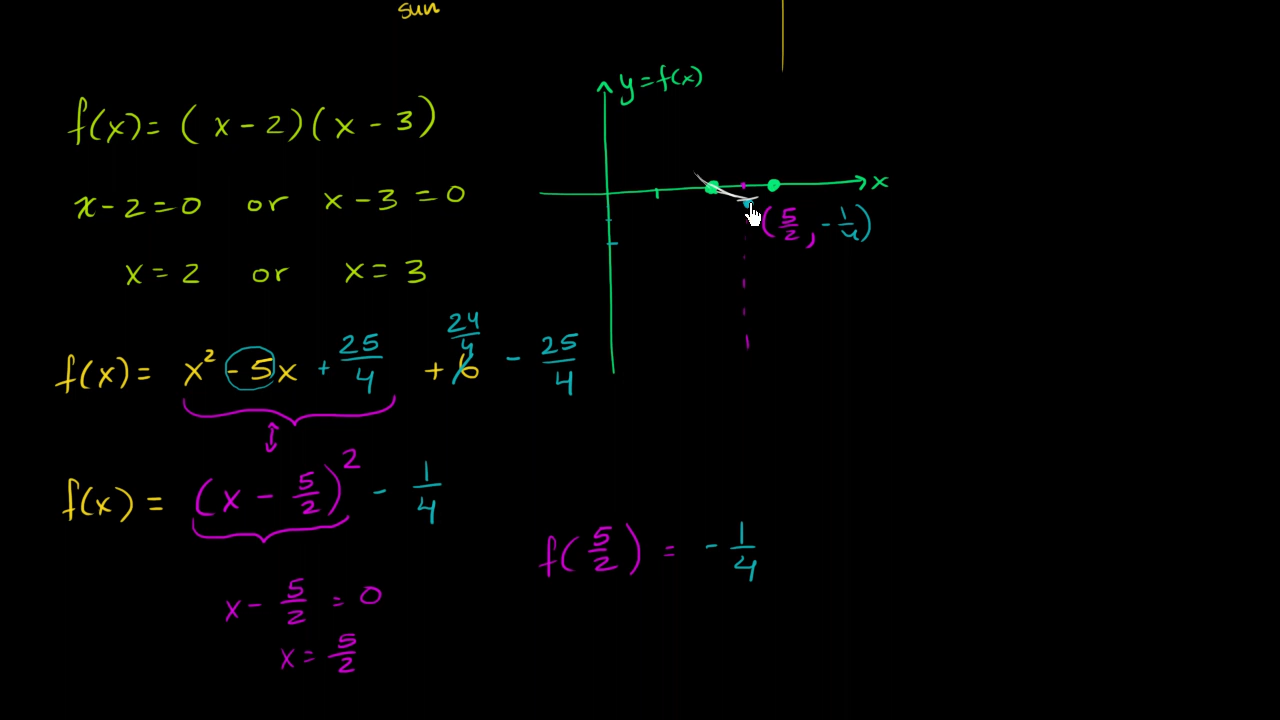 sun
y=f(x)
f(x)= (x-2)(x-3)
x
x-2=0 or x-3=0
(5/2, -1/4)
x=2 or x=3
24/4
f(x)= x² -5x + 25/4 + 6 - 25/4
f(x) = (x - 5/2)² - 1/4
f(5/2) = -1/4
x- 5/2 = 0
x= 5/2